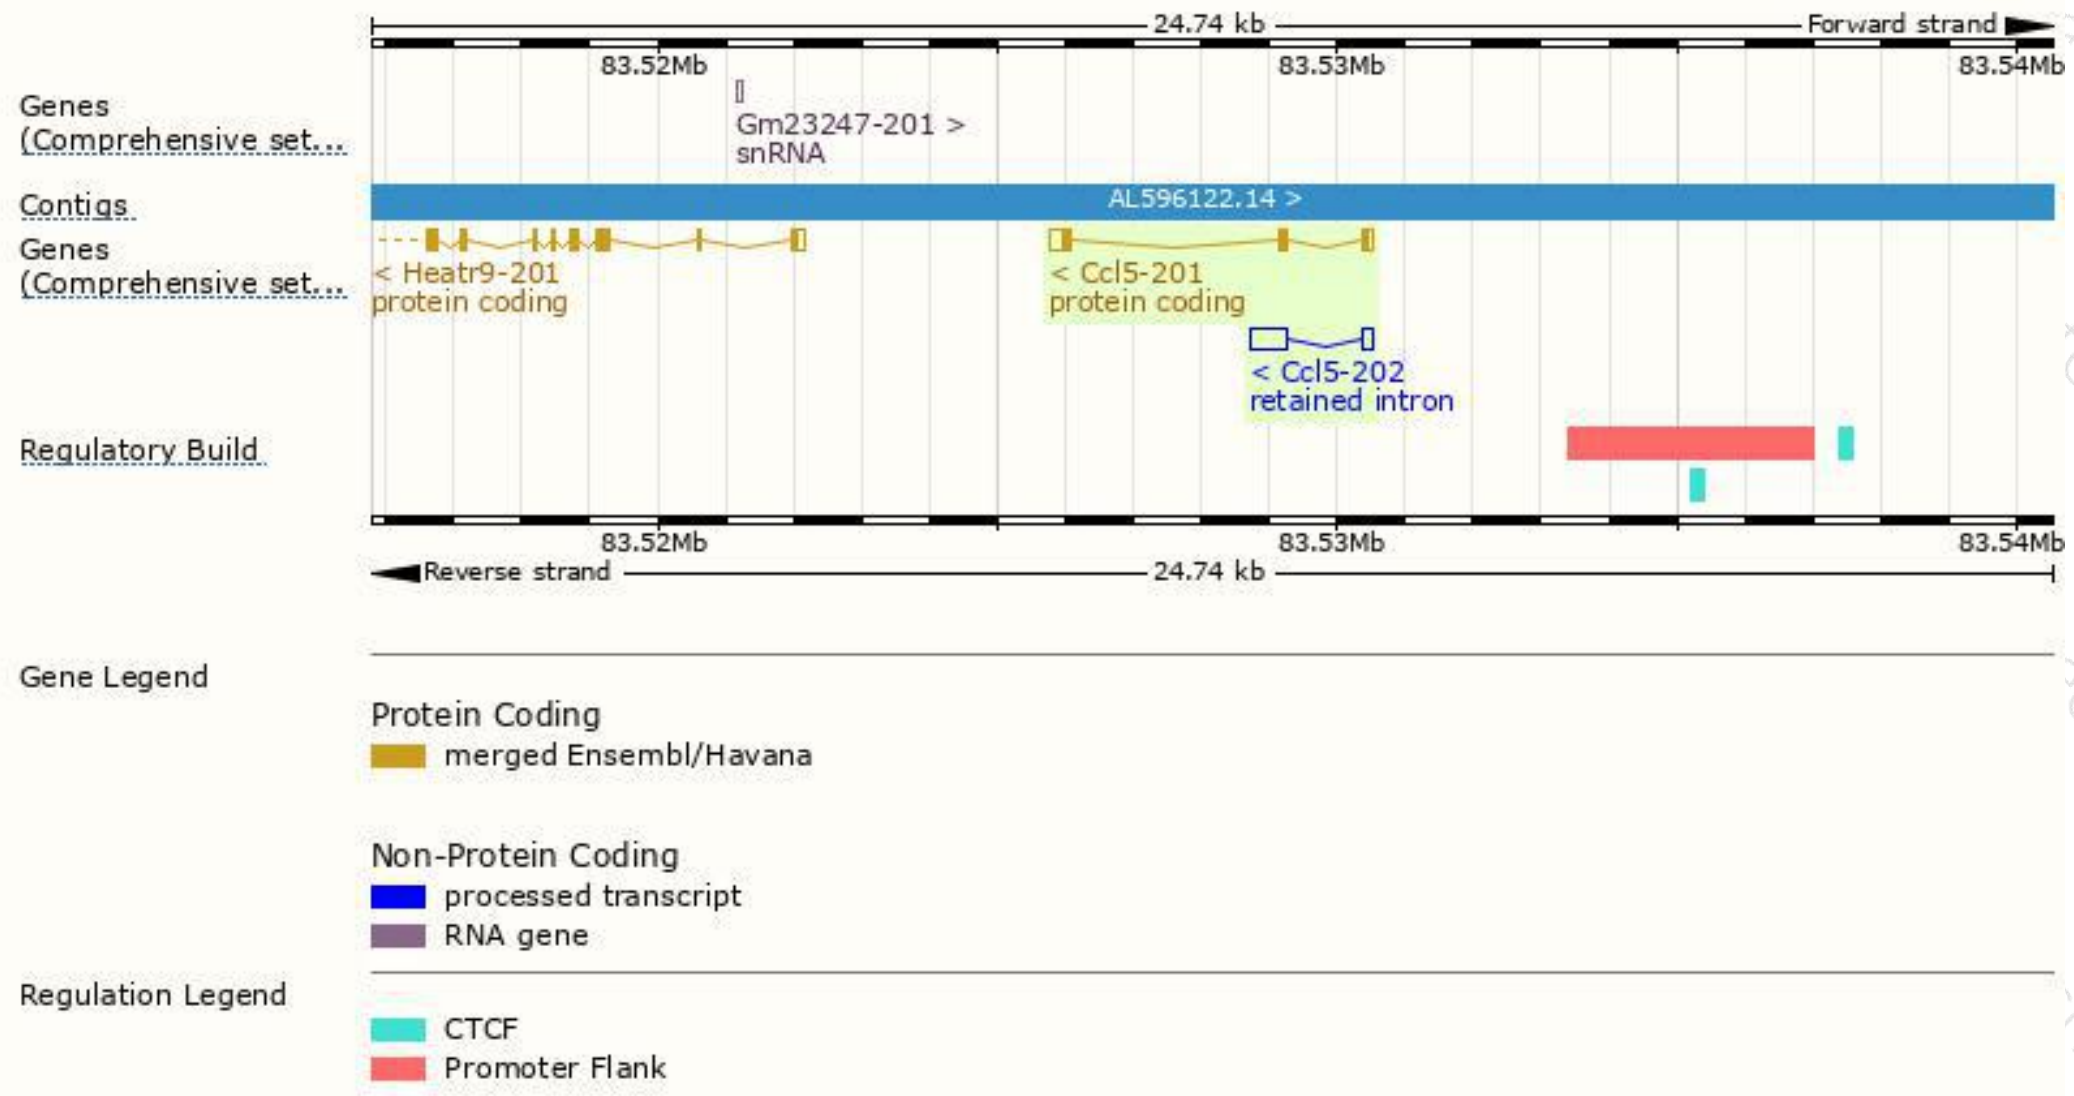 24.74 kb Forward strand
83.52Mb 83.53Mb 83.54Mb
Genes
(Comprehensive set...
Gm23247-201 >
snRNA
Contigs
AL596122.14 >
Genes
(Comprehensive set...
< Heatr9-201
protein coding
< Ccl5-201
protein coding
< Ccl5-202
retained intron
Regulatory Build
83.52Mb 83.53Mb 83.54Mb
Reverse strand 24.74 kb
Gene Legend
Protein Coding
merged Ensembl/Havana
Non-Protein Coding
processed transcript
RNA gene
Regulation Legend
CTCF
Promoter Flank